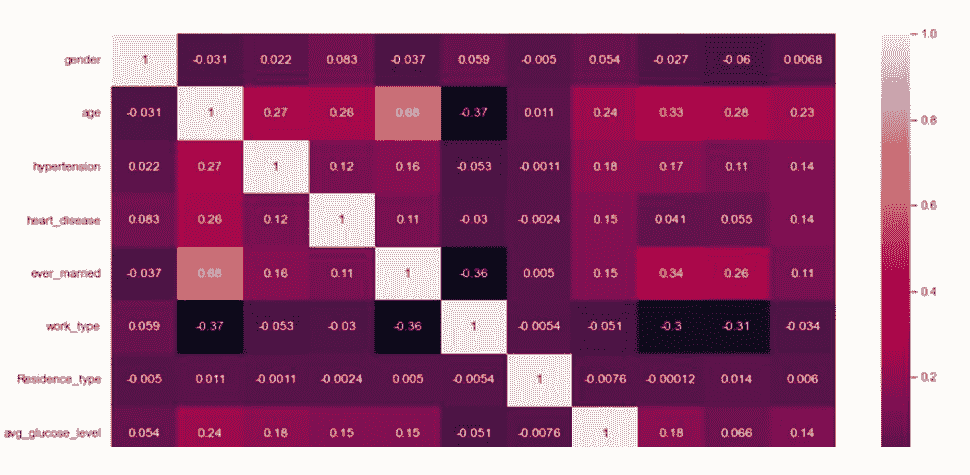 gender 1 -0.031 0.022 0.083 -0.037 0.059 -0.005 0.054 -0.027 -0.06 0.0068 1.0
age -0.031 1 0.27 0.26 0.68 -0.37 0.011 0.24 0.33 0.28 0.23 0.8
hypertension 0.022 0.27 1 0.12 0.16 -0.053 -0.0011 0.18 0.17 0.11 0.14
heart_disease 0.083 0.26 0.12 1 0.11 -0.03 -0.0024 0.15 0.041 0.055 0.14 0.6
ever_married -0.037 0.68 0.16 0.11 1 -0.36 0.005 0.15 0.34 0.26 0.11 0.4
work_type 0.059 -0.37 -0.053 -0.03 -0.36 1 -0.0054 -0.051 -0.3 -0.31 -0.034
Residence_type -0.005 0.011 -0.0011 -0.0024 0.005 -0.0054 1 -0.0076 -0.00012 0.014 0.006 0.2
avg_glucose_level 0.054 0.24 0.18 0.15 0.15 -0.051 -0.0076 1 0.18 0.066 0.14